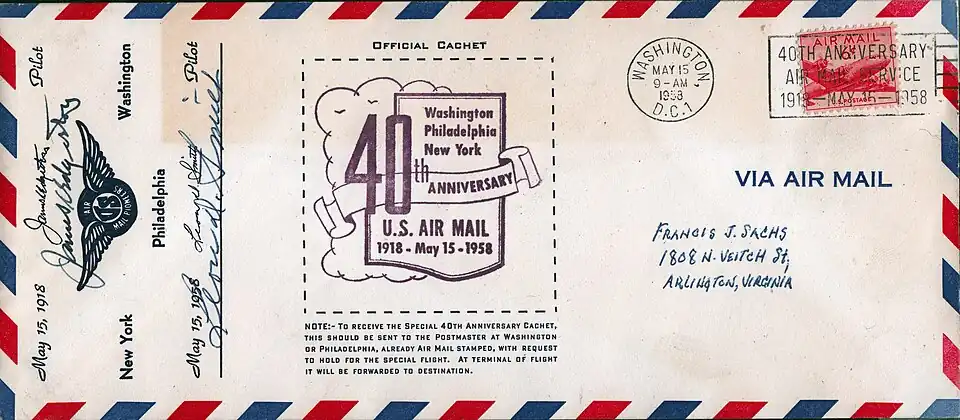 May 15, 1918 Pilot
New York Washington
AIR
US
MAIL PIONEERS
Philadelphia
May 15, 1958 Pilot
OFFICIAL CACHET
Washington
Philadelphia
New York
40th
ANNIVERSARY
U.S. AIR MAIL
1918 - May 15 - 1958
NOTE:- TO RECEIVE THE SPECIAL 40TH ANNIVERSARY CACHET,
THIS SHOULD BE SENT TO THE POSTMASTER AT WASHINGTON
OR PHILADELPHIA, ALREADY AIR MAIL STAMPED, WITH REQUEST
TO HOLD FOR THE SPECIAL FLIGHT. AT TERMINAL OF FLIGHT
IT WILL BE FORWARDED TO DESTINATION.
WASHINGTON,
MAY 15
9-AM
1958
D.C.1
AIR MAIL
6¢
U.S. POSTAGE
40TH ANNIVERSARY
AIR MAIL SERVICE
1918 - MAY 15 - 1958
VIA AIR MAIL
FRANCIS J. SACHS
1808 N. VEITCH St,
ARLINGTON, VIRGINIA